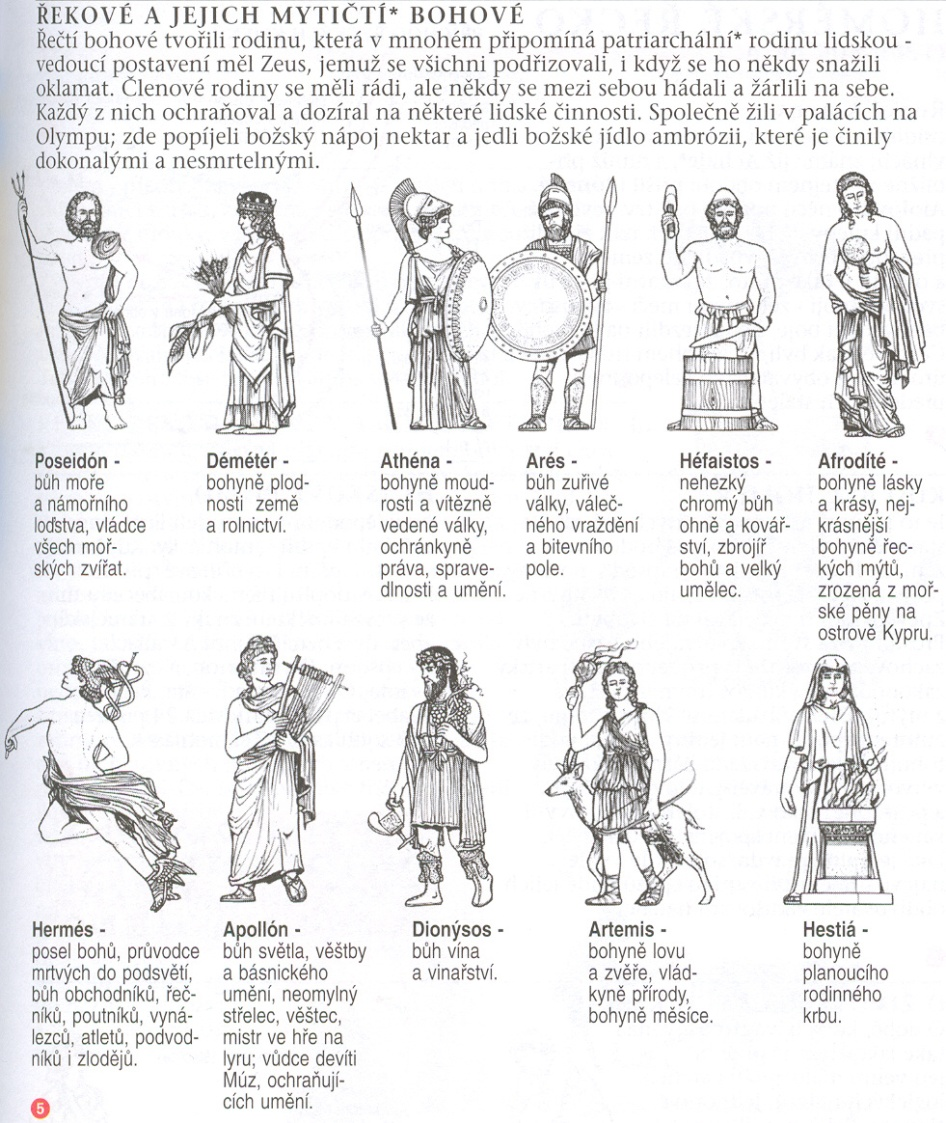 ŘEKOVÉ A JEJICH MYTIČTÍ* BOHOVÉ
Řečtí bohové tvořili rodinu, která v mnohém připomíná patriarchální* rodinu lidskou -
vedoucí postavení měl Zeus, jemuž se všichni podřizovali, i když se ho někdy snažili
oklamat. Členové rodiny se měli rádi, ale někdy se mezi sebou hádali a žárlili na sebe.
Každý z nich ochraňoval a dozíral na některé lidské činnosti. Společně žili v palácích na
Olympu; zde popíjeli božský nápoj nektar a jedli božské jídlo ambrózii, které je činily
dokonalými a nesmrtelnými.
Poseidón -
bůh moře
a námořního
loďstva, vládce
všech moř-
ských zvířat.
Démétér -
bohyně plod-
nosti země
a rolnictví.
Athéna -
bohyně moud-
rosti a vítězně
vedené války,
ochránkyně
práva, sprave-
dlnosti a umění.
Arés -
bůh zuřivé
války, váleč-
ného vraždění
a bitevního
pole.
Héfaistos -
nehezký
chromý bůh
ohně a kovář-
ství, zbrojíř
bohů a velký
umělec.
Afrodíté -
bohyně lásky
a krásy, nej-
krásnější
bohyně řec-
kých mýtů,
zrozená z moř-
ské pěny na
ostrově Kypru.
Hermés -
posel bohů, průvodce
mrtvých do podsvětí,
bůh obchodníků, řeč-
níků, poutníků, vyná-
lezců, atletů, podvod-
níků i zlodějů.
Apollón -
bůh světla, věštby
a básnického
umění, neomylný
střelec, věštec,
mistr ve hře na
lyru; vůdce devíti
Múz, ochraňují-
cích umění.
Dionýsos -
bůh vína
a vinařství.
Artemis -
bohyně lovu
a zvěře, vlád-
kyně přírody,
bohyně měsíce.
Hestiá -
bohyně
planoucího
rodinného
krbu.
5